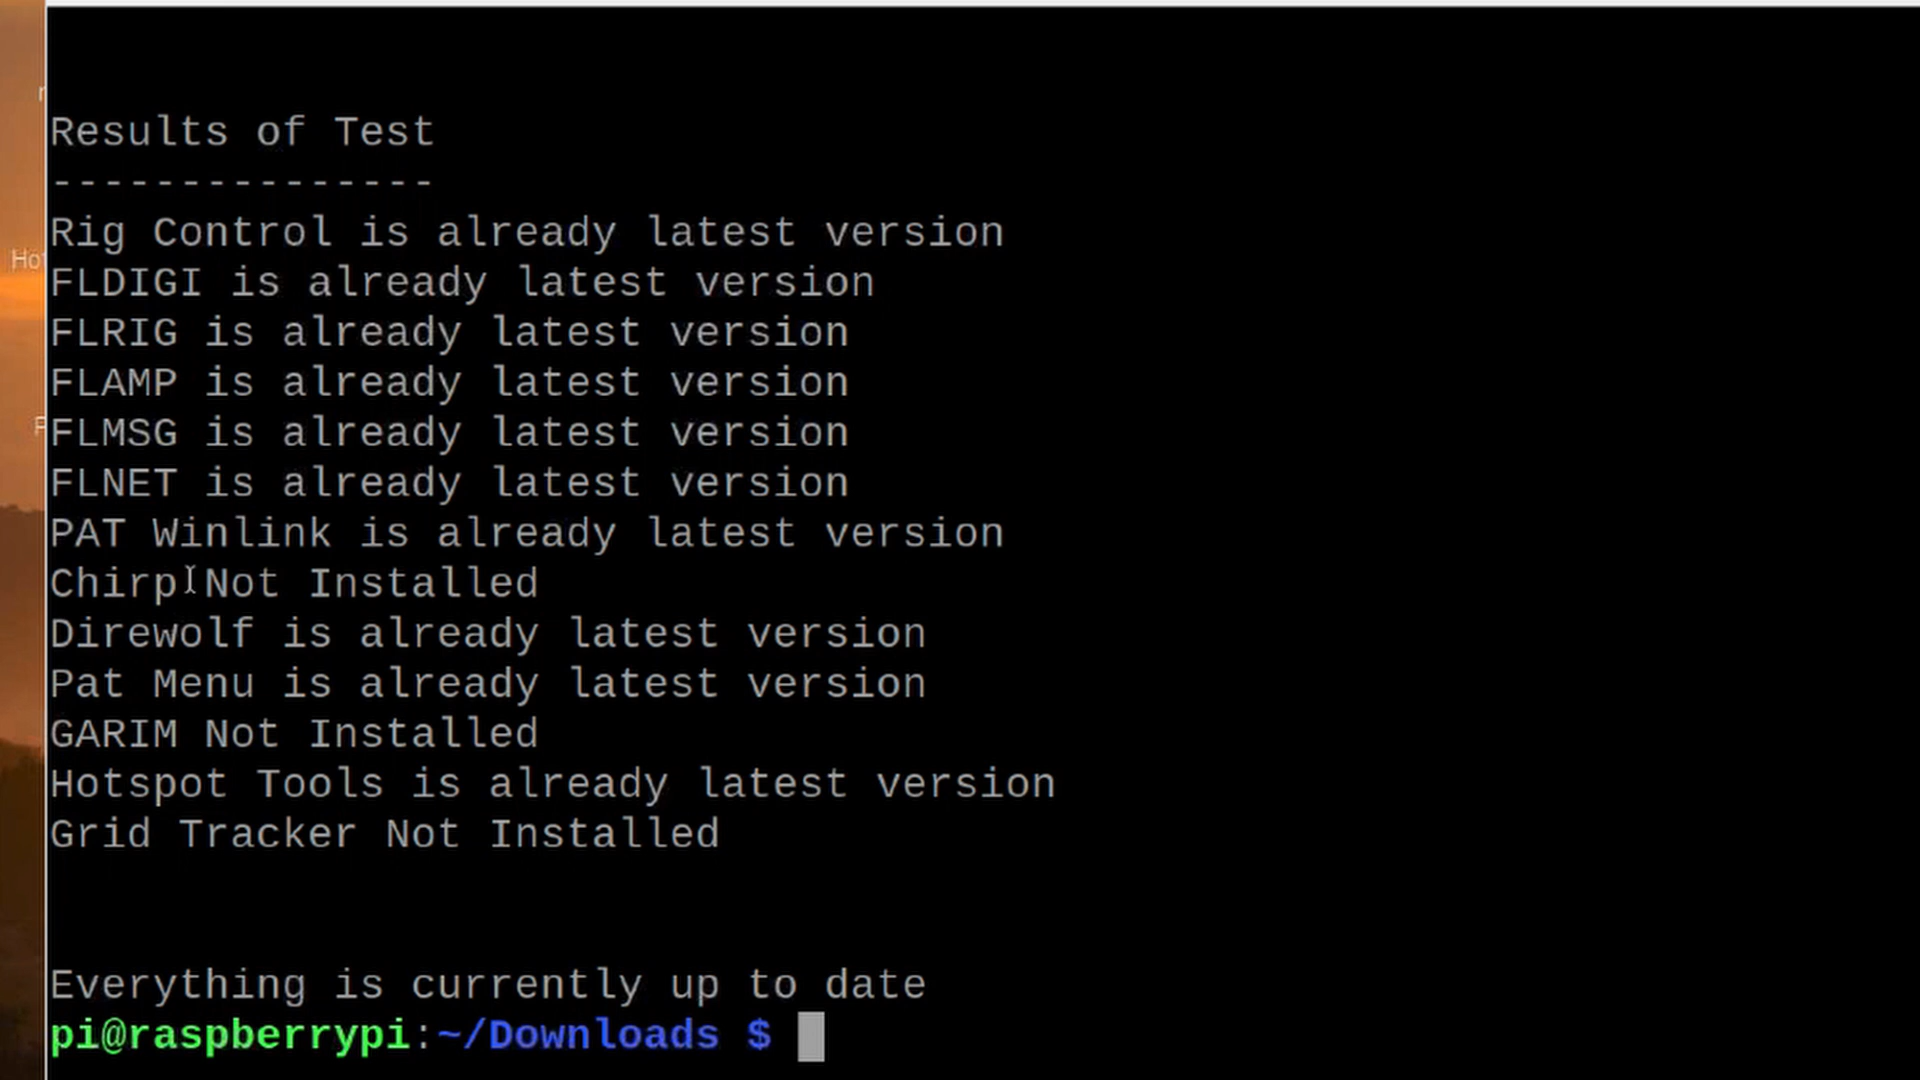 Results of Test
---------------
Rig Control is already latest version
FLDIGI is already latest version
FLRIG is already latest version
FLAMP is already latest version
FLMSG is already latest version
FLNET is already latest version
PAT Winlink is already latest version
Chirp Not Installed
Direwolf is already latest version
Pat Menu is already latest version
GARIM Not Installed
Hotspot Tools is already latest version
Grid Tracker Not Installed
Everything is currently up to date
pi@raspberrypi:~/Downloads $